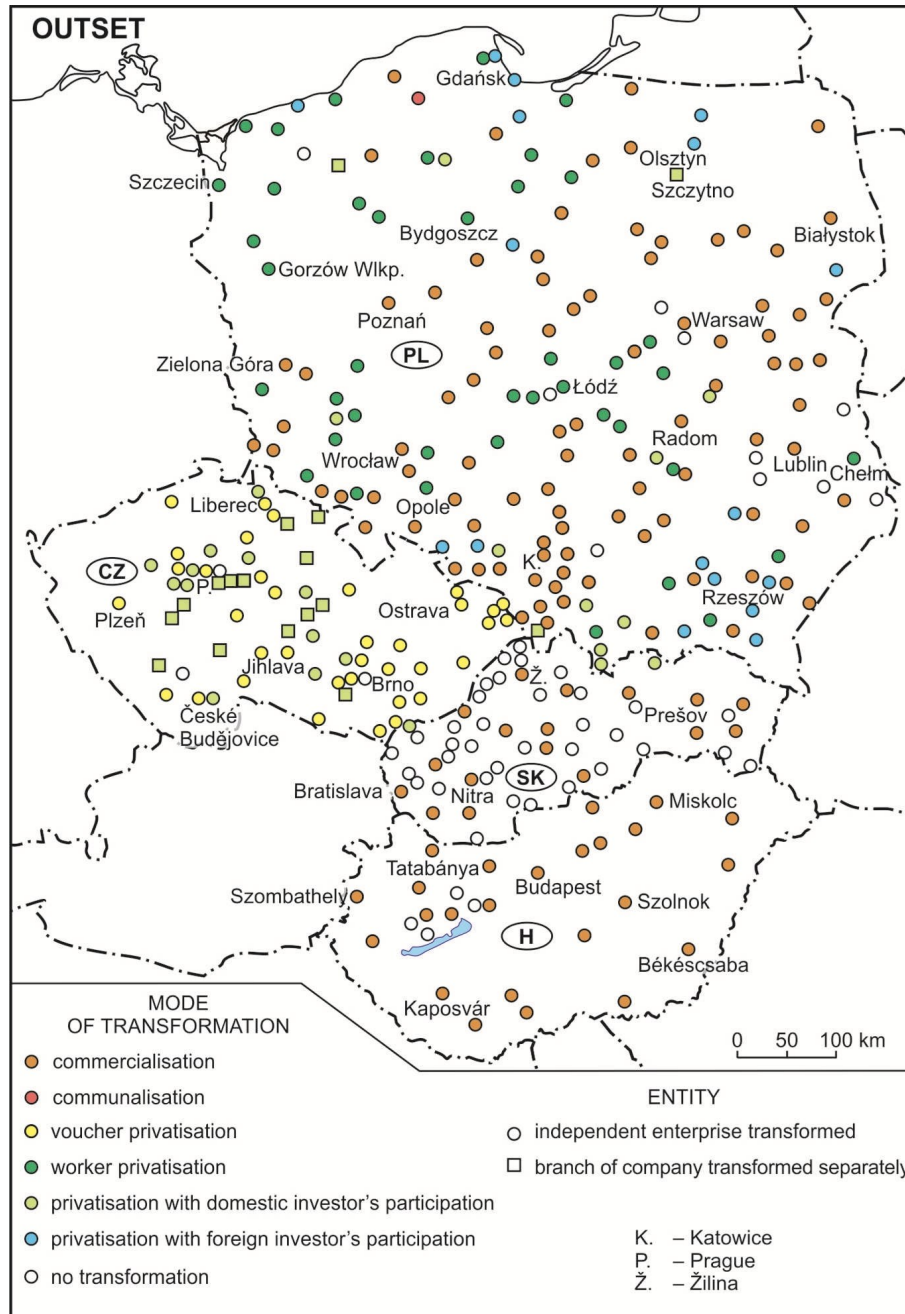 OUTSET
Gdańsk
Olsztyn
Szczecin
Szczytno
Bydgoszcz
Białystok
Gorzów Wlkp.
Poznań
Warsaw
PL
Zielona Góra
Łódź
Radom
Wrocław
Lublin
Chełm
Liberec
Opole
CZ
K.
P.
Rzeszów
Plzeň
Ostrava
Jihlava
Ž.
Brno
Prešov
České
Budějovice
SK
Bratislava
Nitra
Miskolc
Tatabánya
Szombathely
Budapest
Szolnok
H
Békéscsaba
Kaposvár
MODE
OF TRANSFORMATION
commercialisation
communalisation
voucher privatisation
worker privatisation
privatisation with domestic investor's participation
privatisation with foreign investor's participation
no transformation
0 50 100 km
ENTITY
independent enterprise transformed
branch of company transformed separately
K. – Katowice
P. – Prague
Ž. – Žilina